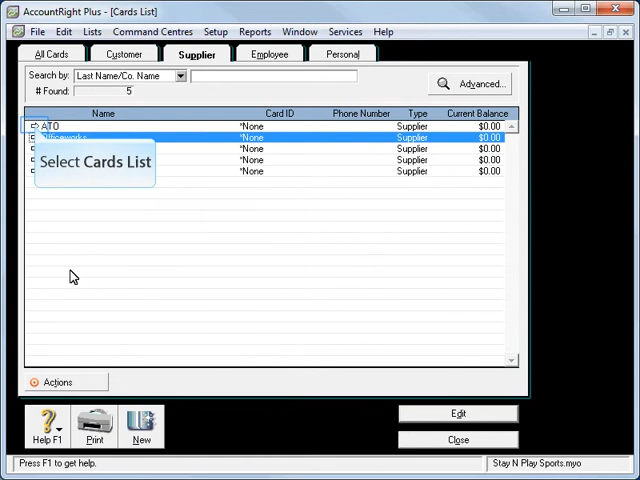 AccountRight Plus - [Cards List]
File Edit Lists Command Centres Setup Reports Window Services Help
All Cards Customer Supplier Employee Personal
Search by: Last Name/Co. Name Advanced...
# Found: 5
Name Card ID Phone Number Type Current Balance
ATO *None Supplier $0.00
Officeworks *None Supplier $0.00
*None Supplier $0.00
*None Supplier $0.00
*None Supplier $0.00
Select Cards List
Actions
Help F1 Print New Edit
Close
Press F1 to get help. Stay N Play Sports.myo